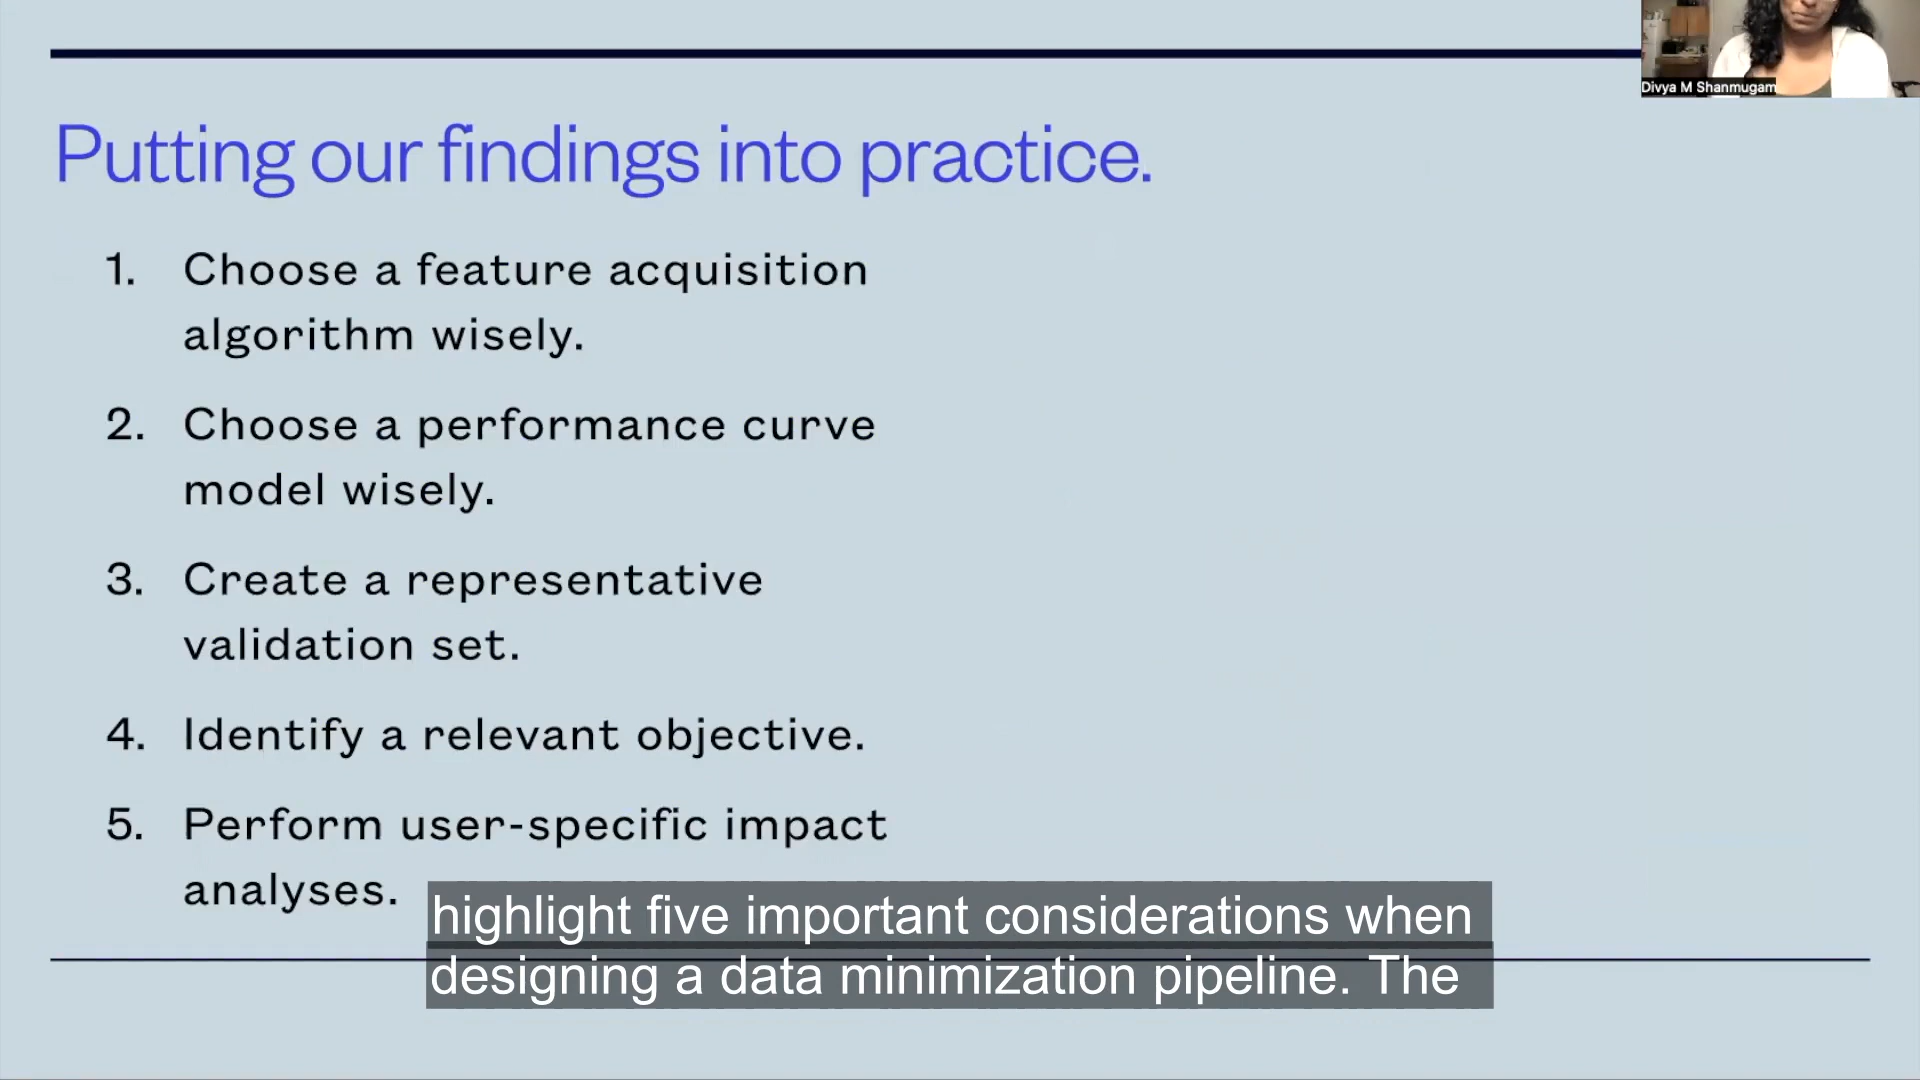 Divya M Shanmugam
Putting our findings into practice.
1. Choose a feature acquisition
algorithm wisely.
2. Choose a performance curve
model wisely.
3. Create a representative
validation set.
4. Identify a relevant objective.
5. Perform user-specific impact
analyses.
highlight five important considerations when
designing a data minimization pipeline. The